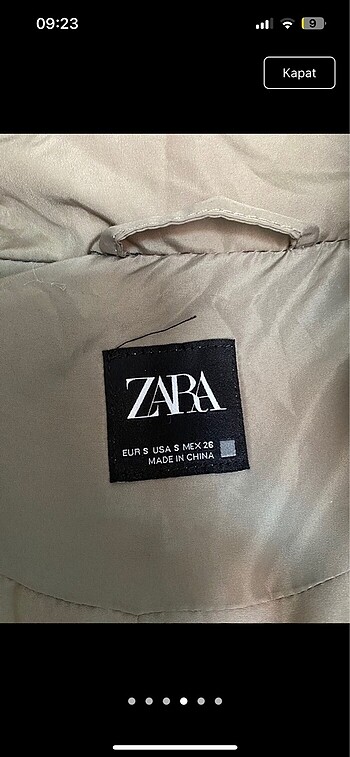 09:23
9
Kapat
ZARA
EUR S USA S MEX 26
MADE IN CHINA